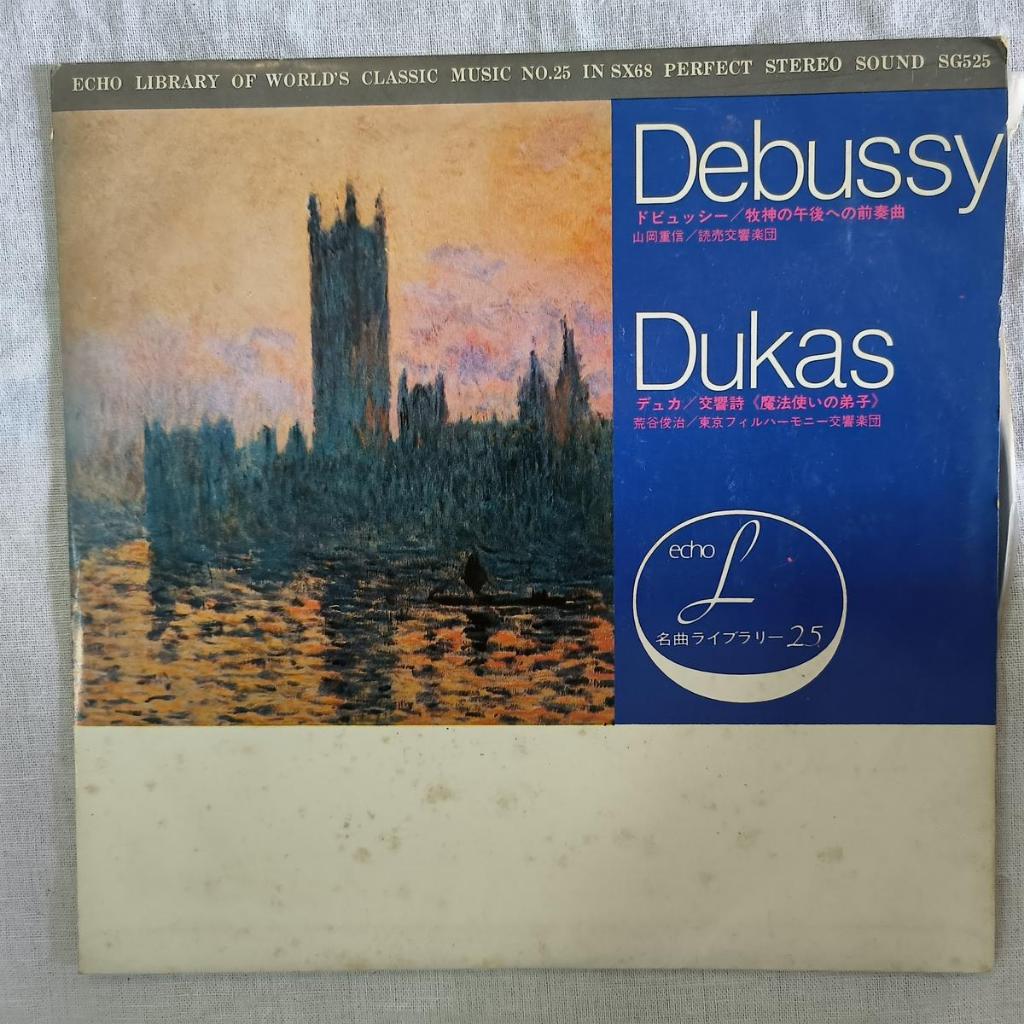 ECHO LIBRARY OF WORLD'S CLASSIC MUSIC NO.25 IN SX68 PERFECT STEREO SOUND SG525
Debussy
ドビュッシー／牧神の午後への前奏曲
山岡重信／読売交響楽団
Dukas
デュカ／交響詩《魔法使いの弟子》
荒谷俊治／東京フィルハーモニー交響楽団
echo L
名曲ライブラリー 25